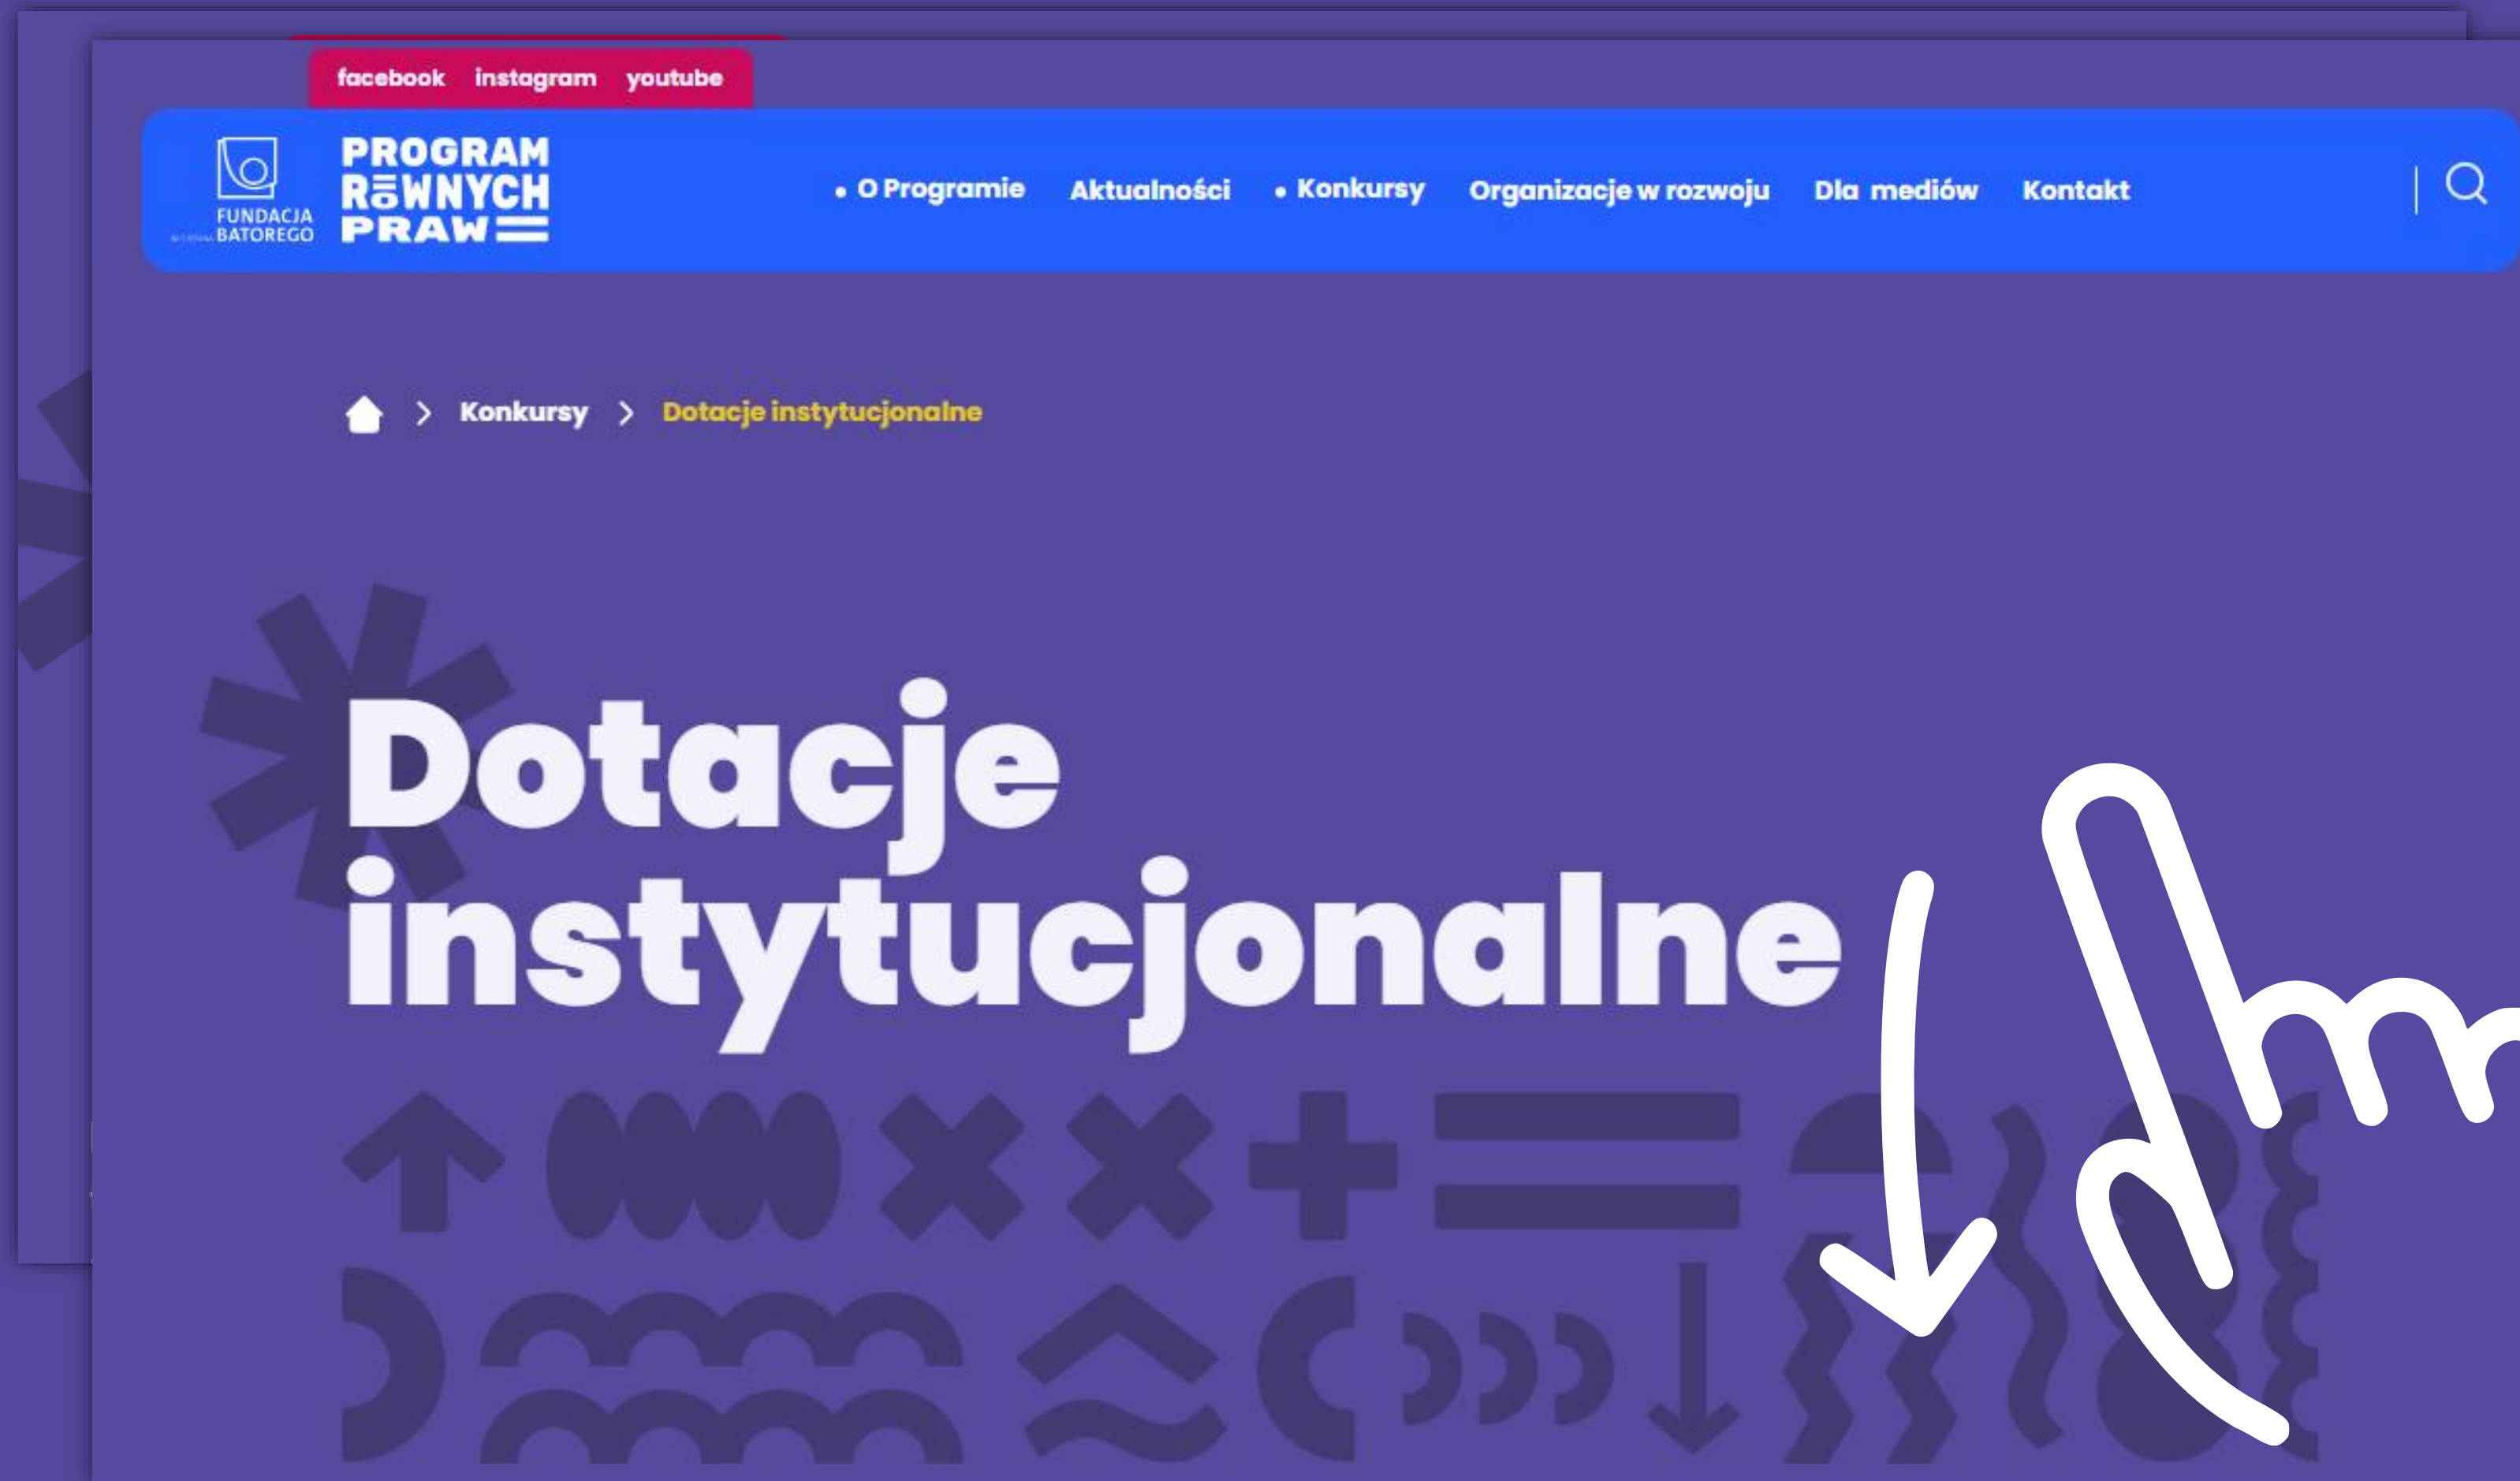 facebook instagram youtube
FUNDACJA
BATOREGO
PROGRAM
RÓWNYCH
PRAW
• O Programie Aktualności • Konkursy Organizacje w rozwoju Dla mediów Kontakt
Konkursy > Dotacje instytucjonalne
Dotacje
instytucjonalne